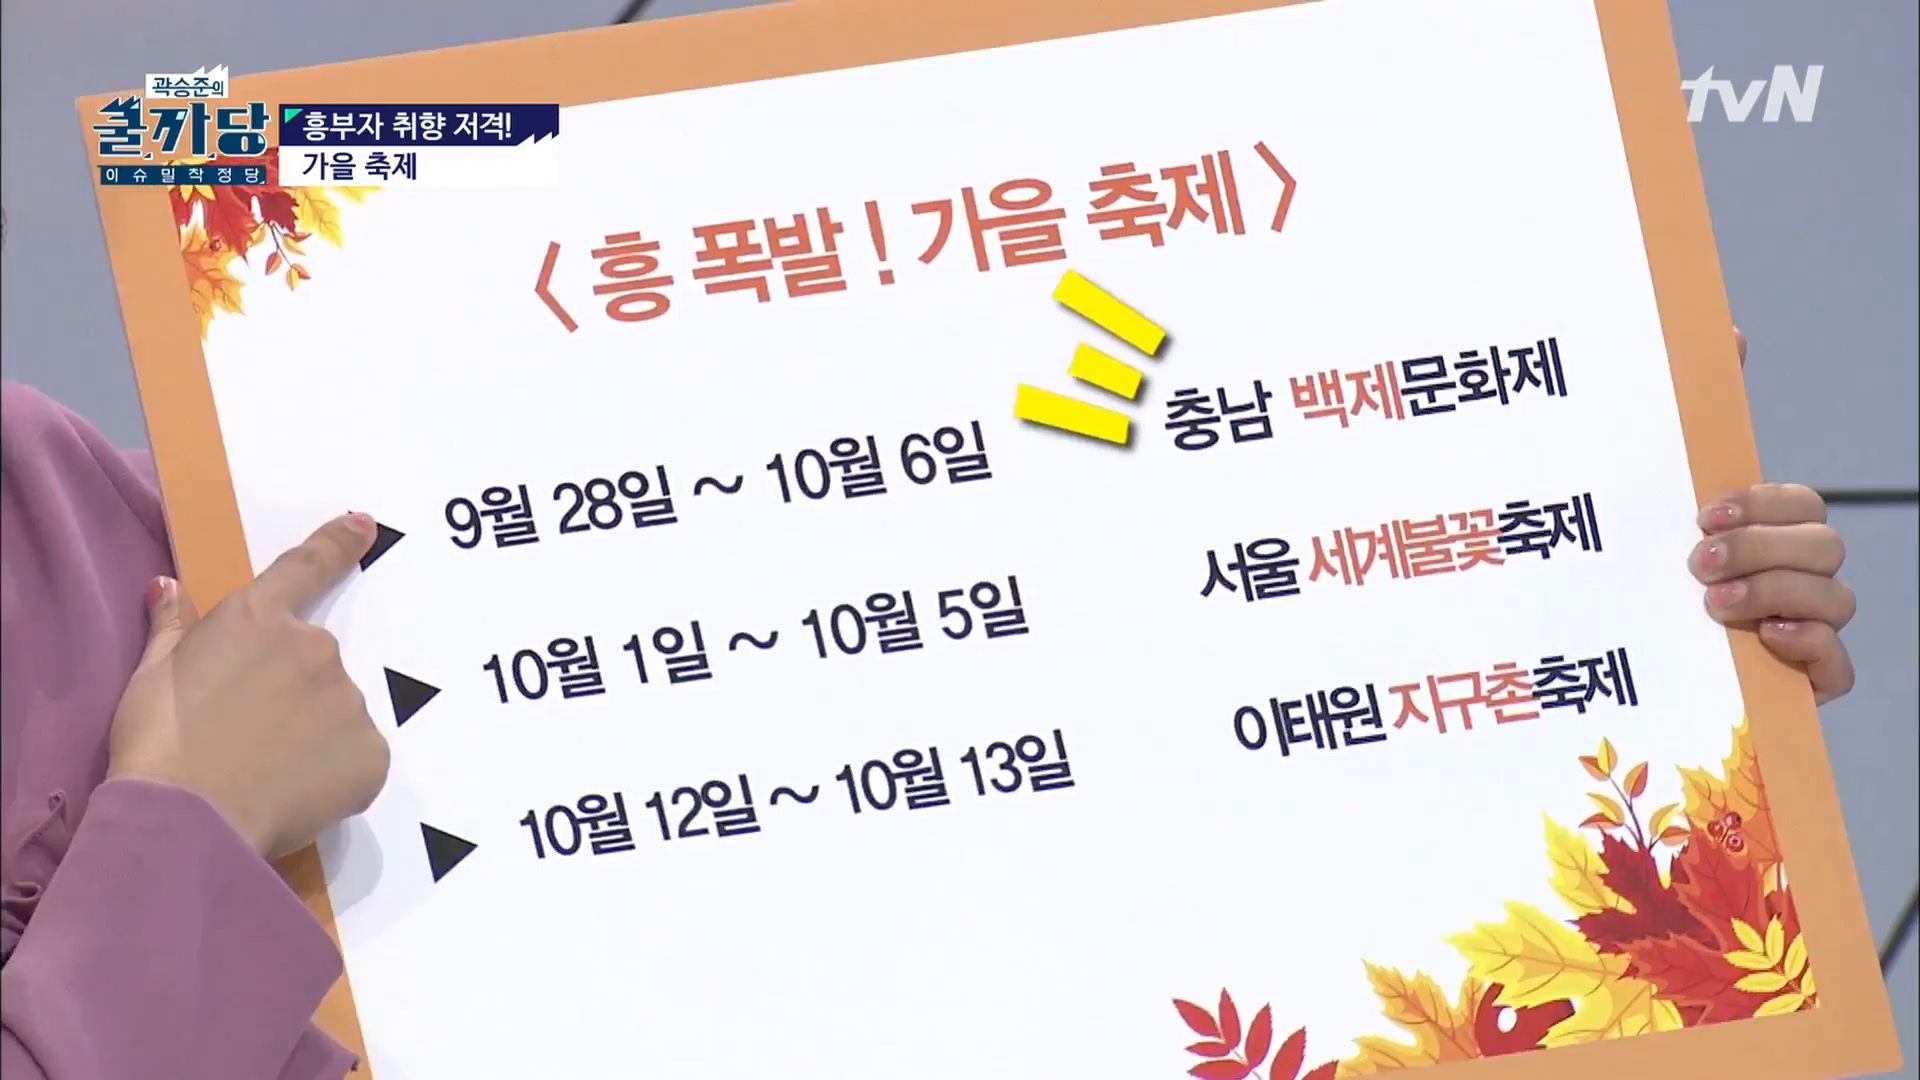 곽승준의
쿨까당
이슈밀착정당
흥부자 취향 저격!
가을 축제
tvN
〈 흥 폭발! 가을 축제 〉
▶ 9월 28일 ~ 10월 6일 충남 백제문화제
▶ 10월 1일 ~ 10월 5일 서울 세계불꽃축제
▶ 10월 12일 ~ 10월 13일 이태원 지구촌축제